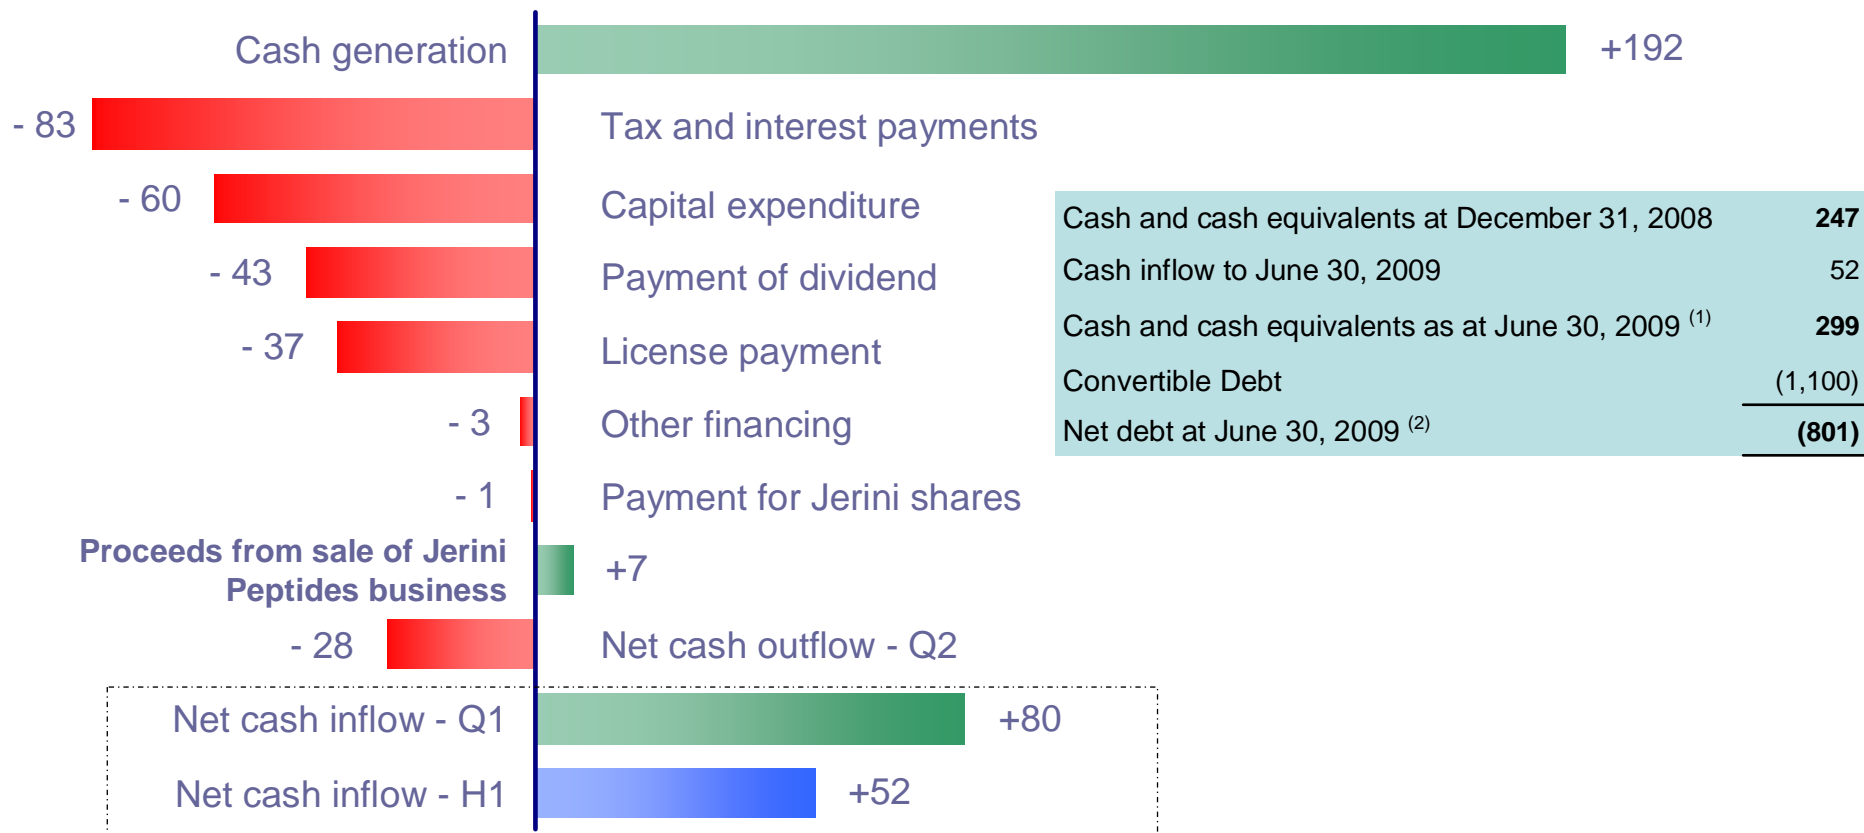 Cash generation +192
- 83 Tax and interest payments
- 60 Capital expenditure
- 43 Payment of dividend
- 37 License payment
- 3 Other financing
- 1 Payment for Jerini shares
Proceeds from sale of Jerini
Peptides business +7
- 28 Net cash outflow - Q2
Net cash inflow - Q1 +80
Net cash inflow - H1 +52
Cash and cash equivalents at December 31, 2008 247
Cash inflow to June 30, 2009 52
Cash and cash equivalents as at June 30, 2009 (1) 299
Convertible Debt (1,100)
Net debt at June 30, 2009 (2) (801)